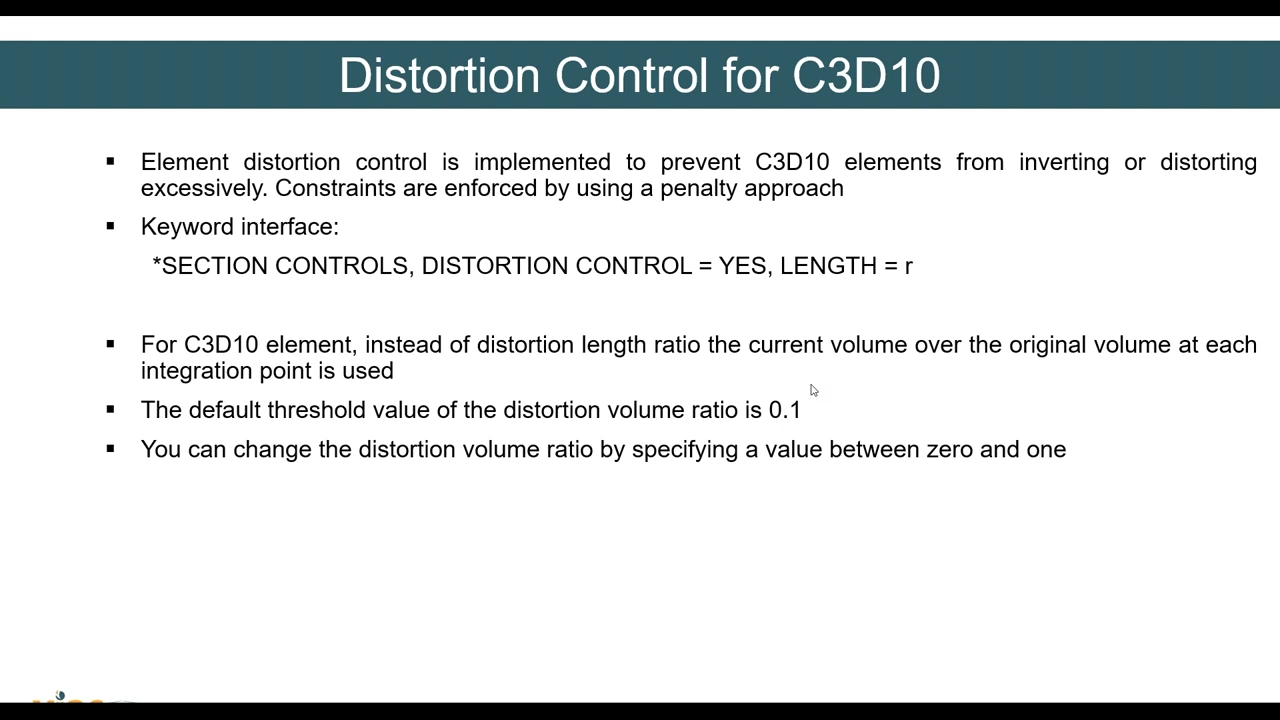 Distortion Control for C3D10
▪ Element distortion control is implemented to prevent C3D10 elements from inverting or distorting
excessively. Constraints are enforced by using a penalty approach
▪ Keyword interface:
*SECTION CONTROLS, DISTORTION CONTROL = YES, LENGTH = r
▪ For C3D10 element, instead of distortion length ratio the current volume over the original volume at each
integration point is used
▪ The default threshold value of the distortion volume ratio is 0.1
▪ You can change the distortion volume ratio by specifying a value between zero and one